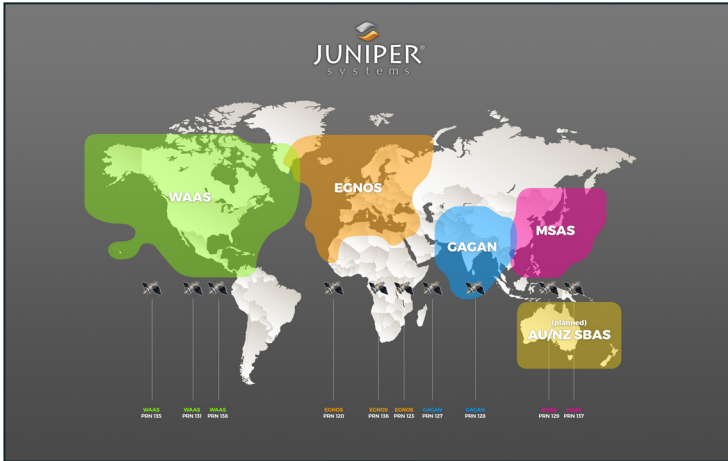 JUNIPER®
systems
WAAS
EGNOS
GAGAN
MSAS
(planned)
AU/NZ SBAS
WAAS
PRN 135
WAAS
PRN 131
WAAS
PRN 138
EGNOS
PRN 120
EGNOS
PRN 136
EGNOS
PRN 123
GAGAN
PRN 127
GAGAN
PRN 128
MSAS
PRN 129
MSAS
PRN 137